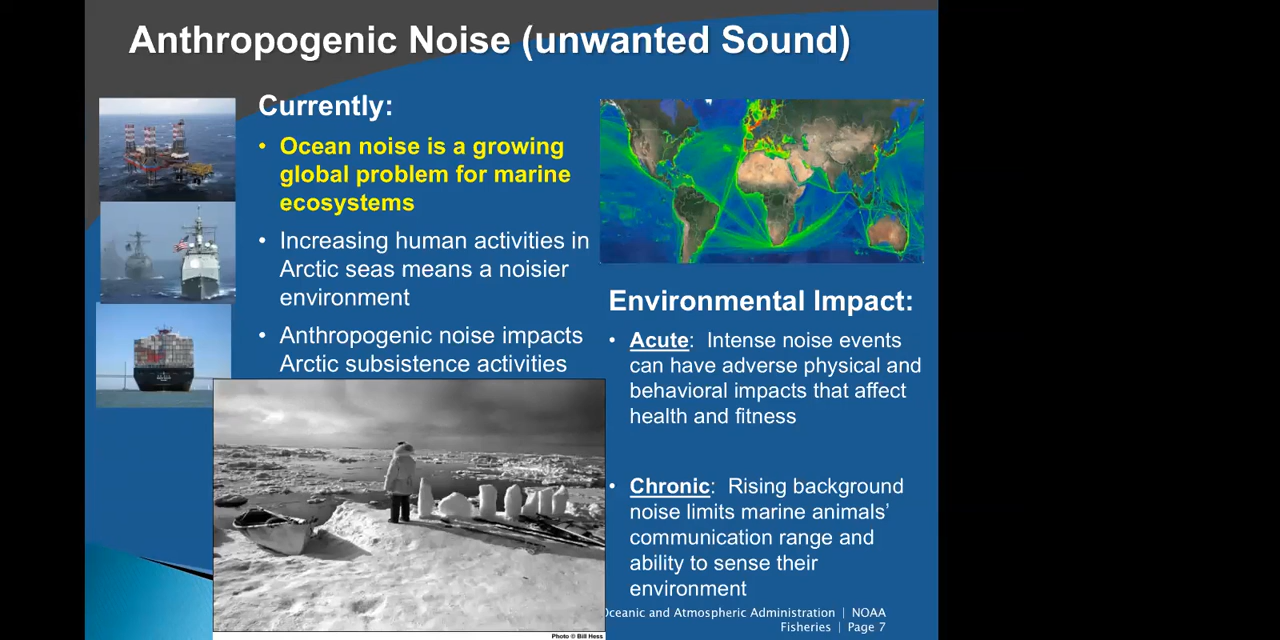 Anthropogenic Noise (unwanted Sound)
Currently:
• Ocean noise is a growing
global problem for marine
ecosystems
• Increasing human activities in
Arctic seas means a noisier
environment
• Anthropogenic noise impacts
Arctic subsistence activities
Environmental Impact:
• Acute:  Intense noise events
can have adverse physical and
behavioral impacts that affect
health and fitness
• Chronic:  Rising background
noise limits marine animals’
communication range and
ability to sense their
environment
Oceanic and Atmospheric Administration | NOAA
Fisheries | Page 7
Photo © Bill Hess